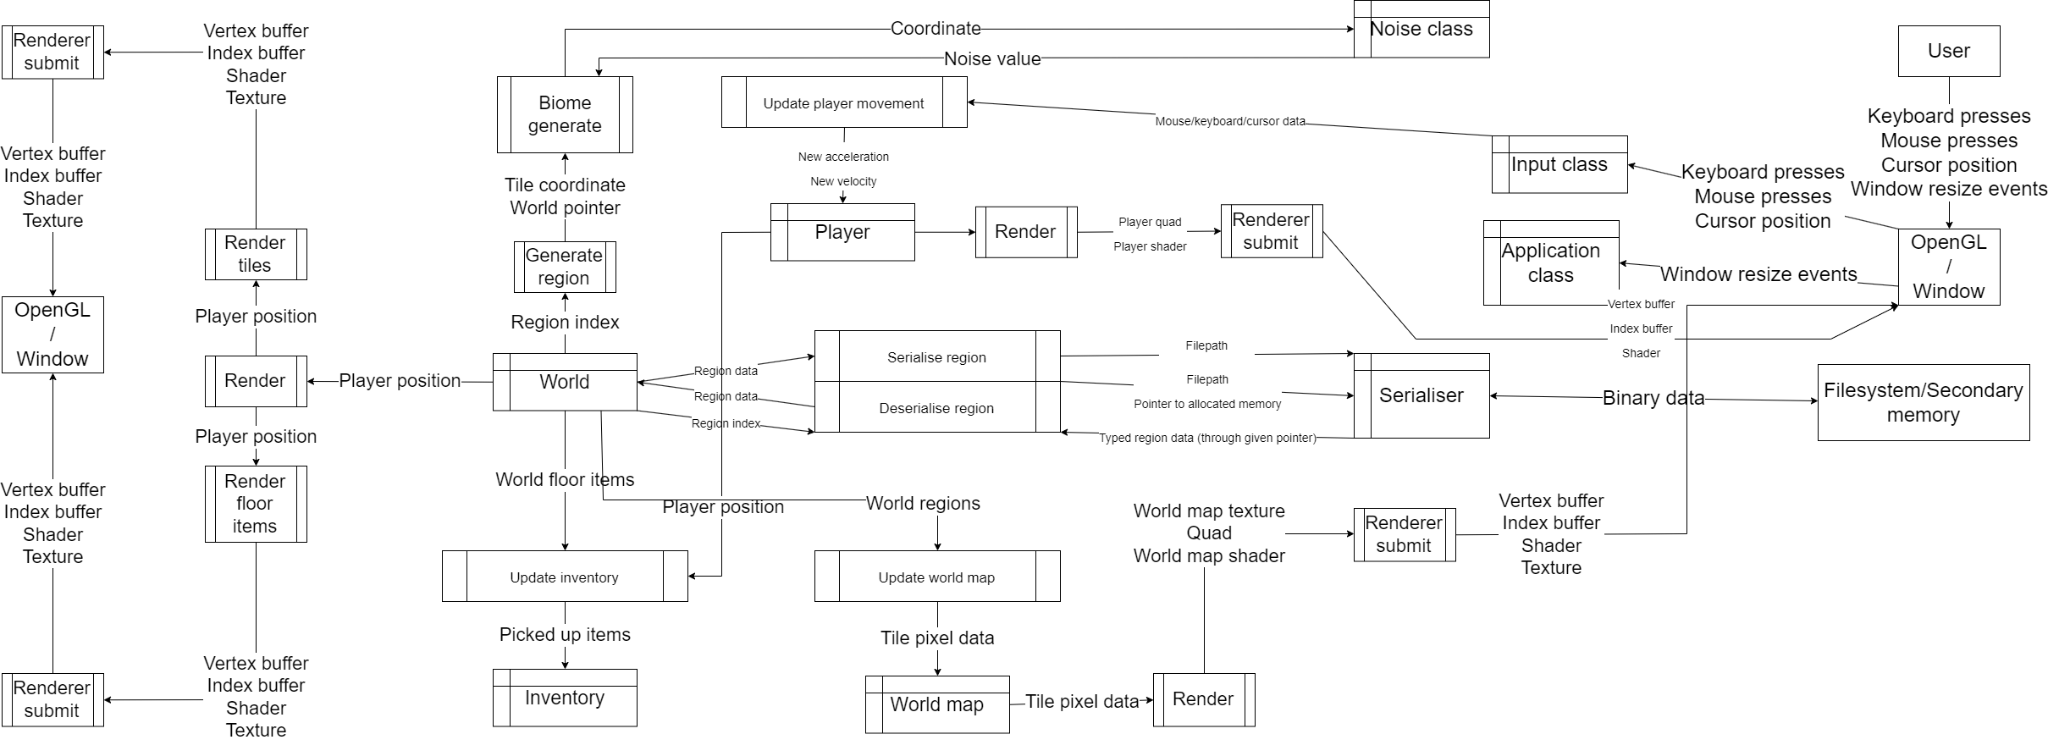 Renderer
submit
Vertex buffer
Index buffer
Shader
Texture
Vertex buffer
Index buffer
Shader
Texture
Render
tiles
OpenGL
/
Window
Player position
Render
Player position
Player position
Render
floor
items
Vertex buffer
Index buffer
Shader
Texture
Vertex buffer
Index buffer
Shader
Texture
Renderer
submit
Coordinate
Noise class
Noise value
Biome
generate
Tile coordinate
World pointer
Generate
region
Region index
World
Update player movement
Mouse/keyboard/cursor data
Input class
New acceleration
New velocity
Player
Render
Player quad
Player shader
Renderer
submit
User
Keyboard presses
Mouse presses
Cursor position
Window resize events
Keyboard presses
Mouse presses
Cursor position
OpenGL
/
Window
Application
class
Window resize events
Vertex buffer
Index buffer
Shader
Region data
Region data
Region index
Serialise region
Deserialise region
Filepath
Filepath
Pointer to allocated memory
Typed region data (through given pointer)
Serialiser
Binary data
Filesystem/Secondary
memory
World floor items
Player position
World regions
Update inventory
Picked up items
Inventory
Update world map
Tile pixel data
World map
Tile pixel data
Render
World map texture
Quad
World map shader
Renderer
submit
Vertex buffer
Index buffer
Shader
Texture